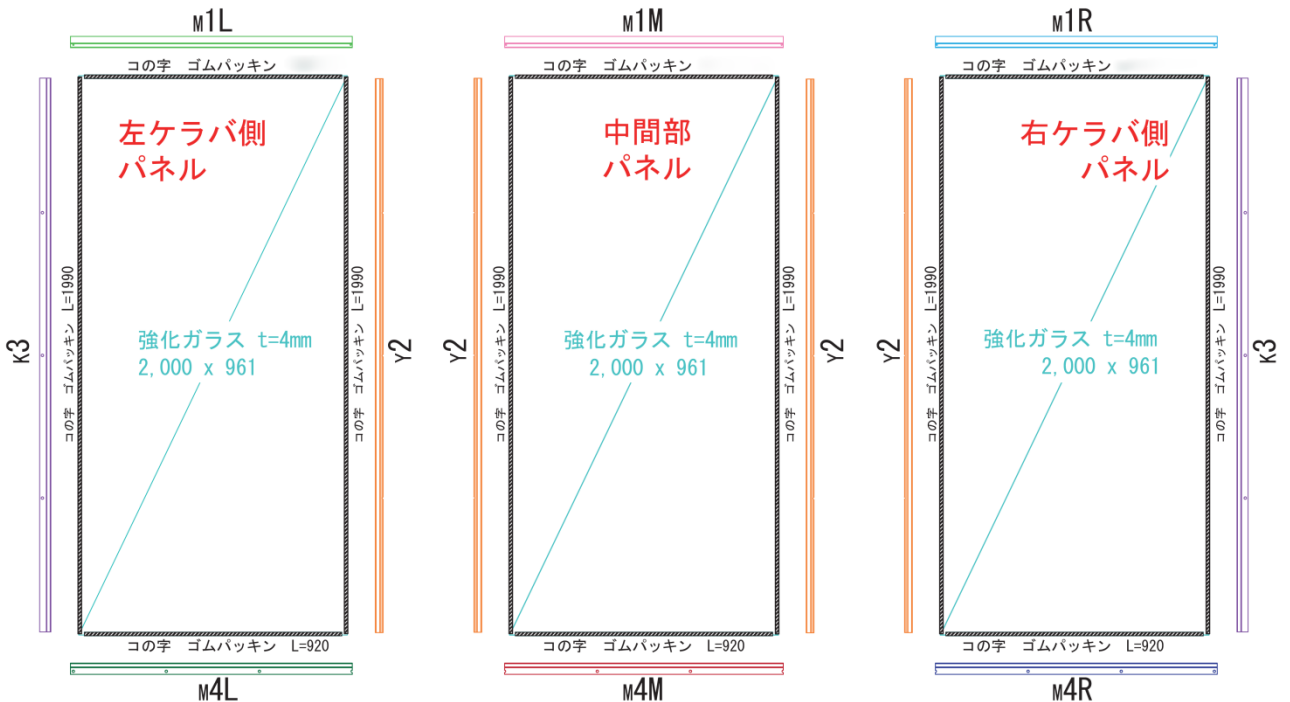 M1L
コの字 ゴムパッキン
左ケラバ側
パネル
K3
コの字 ゴムパッキン L=1990
強化ガラス t=4mm
2,000 x 961
コの字 ゴムパッキン L=1990
Y2
コの字 ゴムパッキン L=920
M4L
M1M
コの字 ゴムパッキン
中間部
パネル
Y2
コの字 ゴムパッキン L=1990
強化ガラス t=4mm
2,000 x 961
コの字 ゴムパッキン L=1990
Y2
コの字 ゴムパッキン L=920
M4M
M1R
コの字 ゴムパッキン
右ケラバ側
パネル
Y2
コの字 ゴムパッキン L=1990
強化ガラス t=4mm
2,000 x 961
コの字 ゴムパッキン L=1990
K3
コの字 ゴムパッキン L=920
M4R